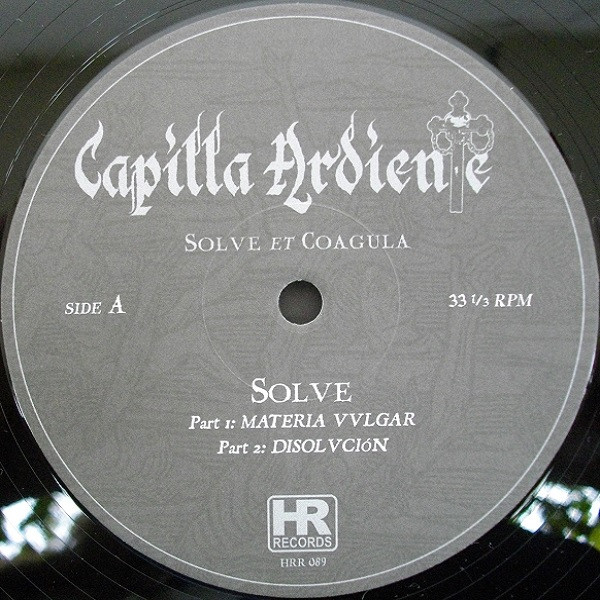 Capilla Ardiente
SOLVE ET COAGULA
SIDE A
33 1/3 RPM
SOLVE
Part 1: MATERIA VVLGAR
Part 2: DISOLVCIóN
HR
RECORDS
HRR 089